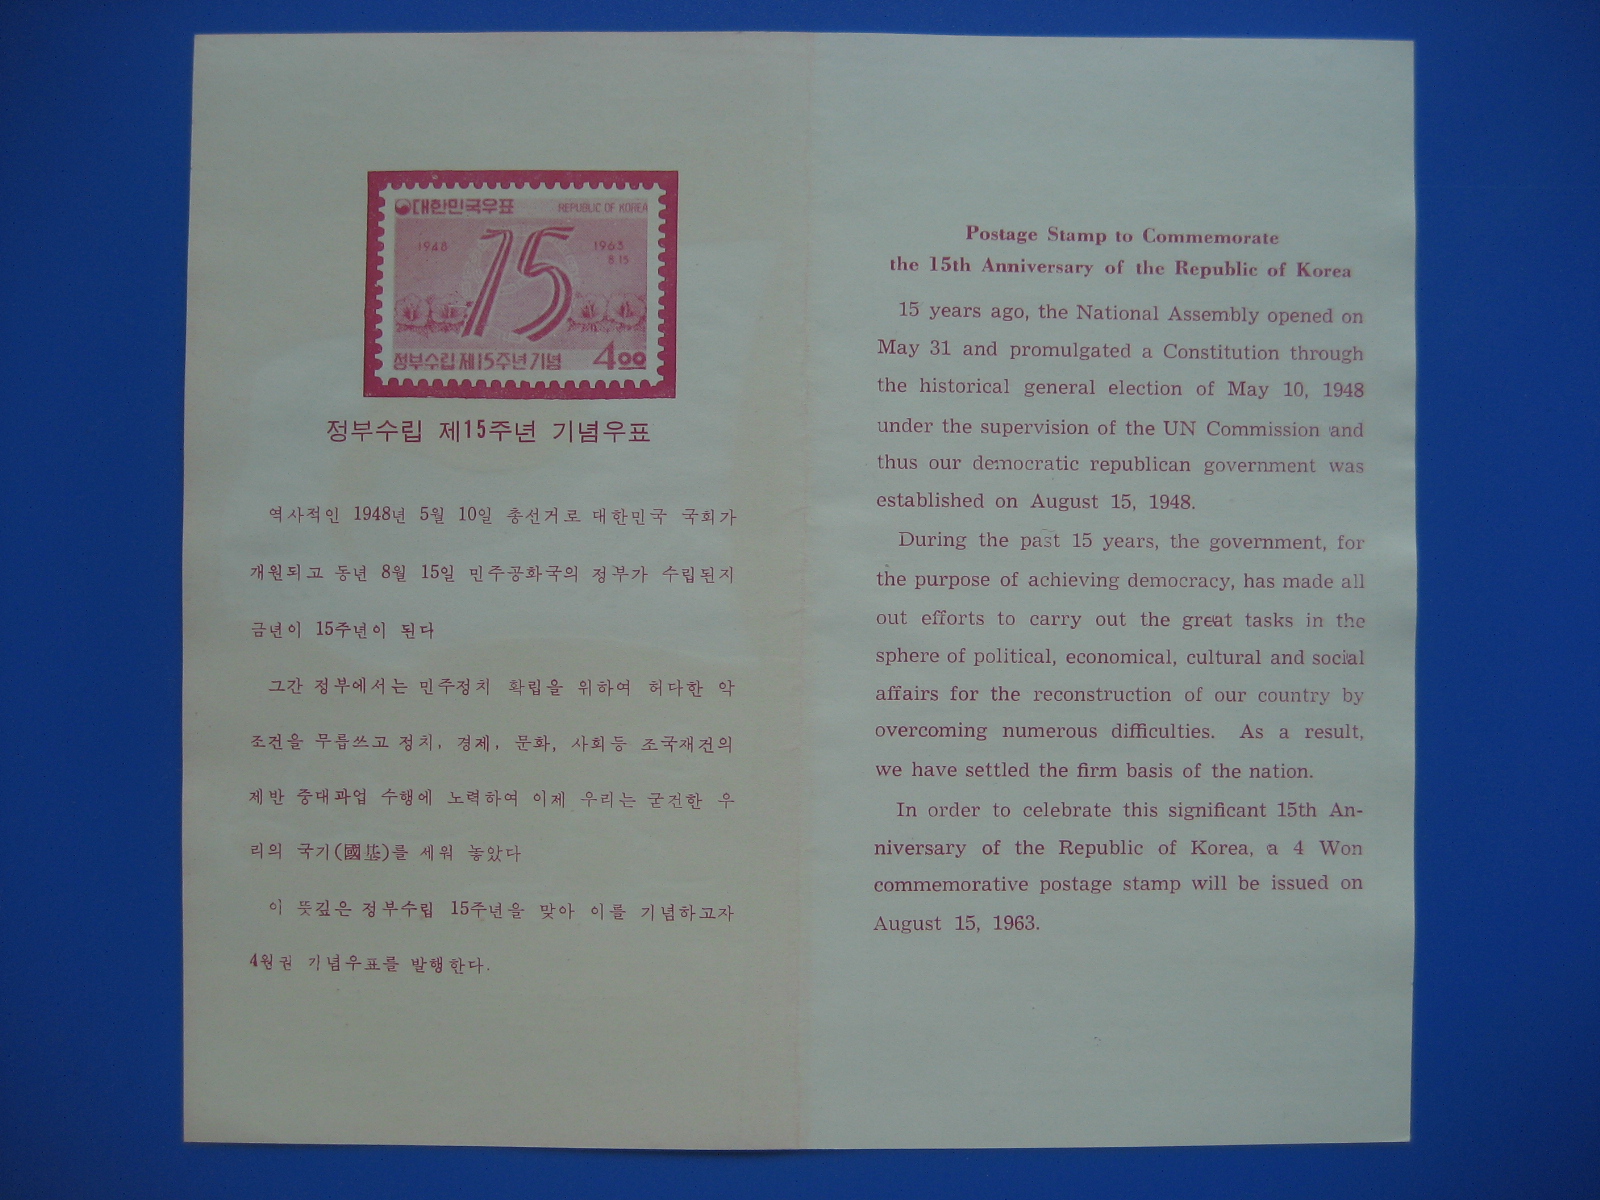 대한민국우표 REPUBLIC OF KOREA
1948 15 1963
8.15
정부수립제15주년기념 400
정부수립 제15주년 기념우표
역사적인 1948년 5월 10일 총선거로 대한민국 국회가
개원되고 동년 8월 15일 민주공화국의 정부가 수립된지
금년이 15주년이 된다
그간 정부에서는 민주정치 확립을 위하여 허다한 악
조건을 무릅쓰고 정치, 경제, 문화, 사회등 조국재건의
제반 중대과업 수행에 노력하여 이제 우리는 굳건한 우
리의 국기(國基)를 세워 놓았다
이 뜻깊은 정부수립 15주년을 맞아 이를 기념하고자
4원권 기념우표를 발행한다.
Postage Stamp to Commemorate
the 15th Anniversary of the Republic of Korea
15 years ago, the National Assembly opened on
May 31 and promulgated a Constitution through
the historical general election of May 10, 1948
under the supervision of the UN Commission and
thus our democratic republican government was
established on August 15, 1948.
During the past 15 years, the government, for
the purpose of achieving democracy, has made all
out efforts to carry out the great tasks in the
sphere of political, economical, cultural and social
affairs for the reconstruction of our country by
overcoming numerous difficulties. As a result,
we have settled the firm basis of the nation.
In order to celebrate this significant 15th An-
niversary of the Republic of Korea, a 4 Won
commemorative postage stamp will be issued on
August 15, 1963.